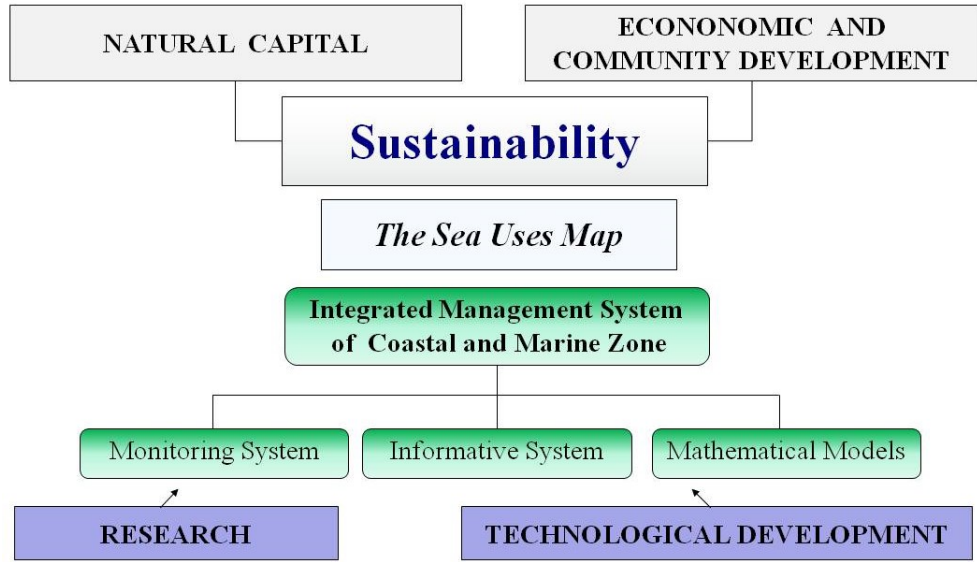 NATURAL CAPITAL
ECONONOMIC AND
COMMUNITY DEVELOPMENT
Sustainability
The Sea Uses Map
Integrated Management System
of Coastal and Marine Zone
Monitoring System
Informative System
Mathematical Models
RESEARCH
TECHNOLOGICAL DEVELOPMENT